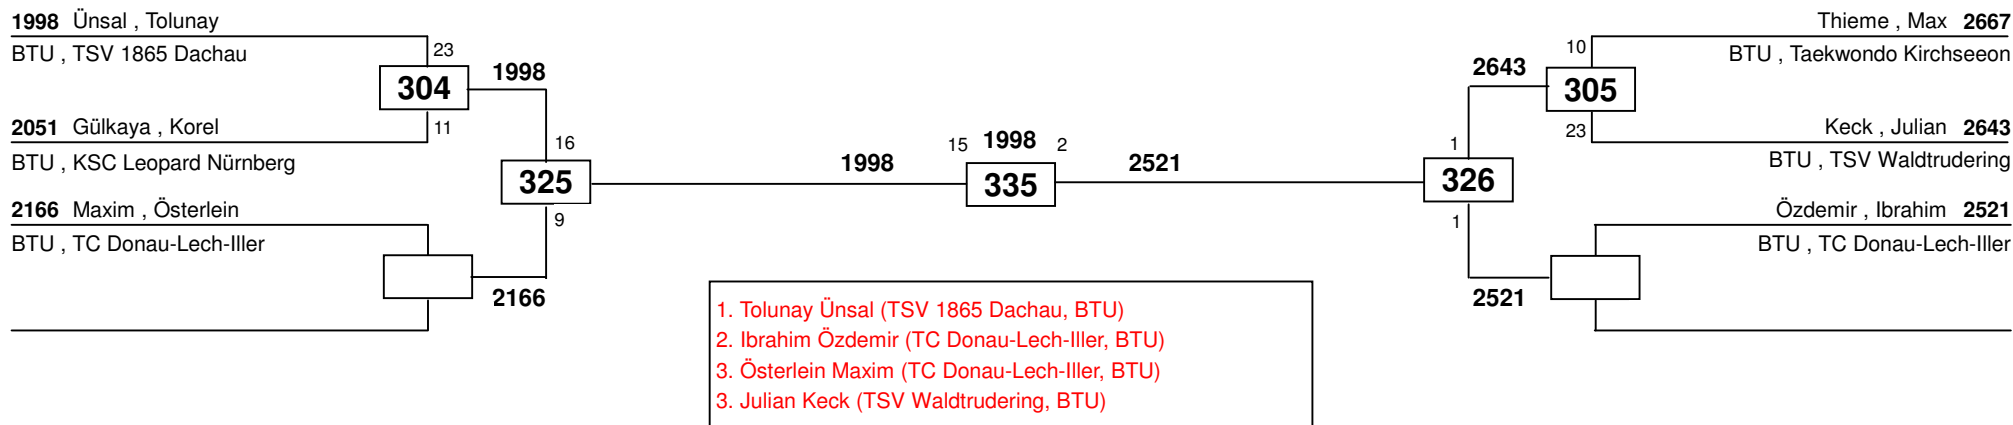 1998 Ünsal , Tolunay
BTU , TSV 1865 Dachau
23
304
1998
11
2051 Gülkaya , Korel
BTU , KSC Leopard Nürnberg
16
325
9
2166 Maxim , Österlein
BTU , TC Donau-Lech-Iller
2166
1998
15 1998 2
335
2521
Thieme , Max 2667
BTU , Taekwondo Kirchseeon
10
2643
305
23
Keck , Julian 2643
BTU , TSV Waldtrudering
1
326
1
Özdemir , Ibrahim 2521
BTU , TC Donau-Lech-Iller
2521
1. Tolunay Ünsal (TSV 1865 Dachau, BTU)
2. Ibrahim Özdemir (TC Donau-Lech-Iller, BTU)
3. Österlein Maxim (TC Donau-Lech-Iller, BTU)
3. Julian Keck (TSV Waldtrudering, BTU)